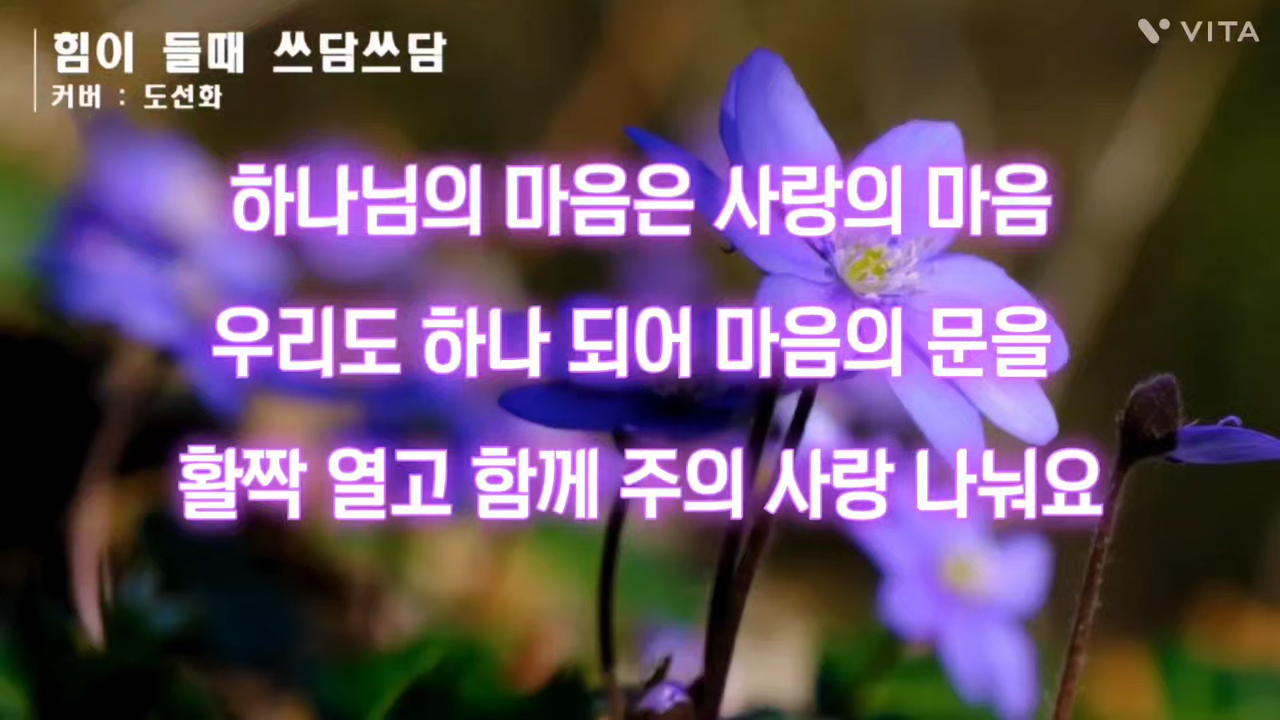 힘이 들때 쓰담쓰담
커버 : 도선화
VITA
하나님의 마음은 사랑의 마음
우리도 하나 되어 마음의 문을
활짝 열고 함께 주의 사랑 나눠요